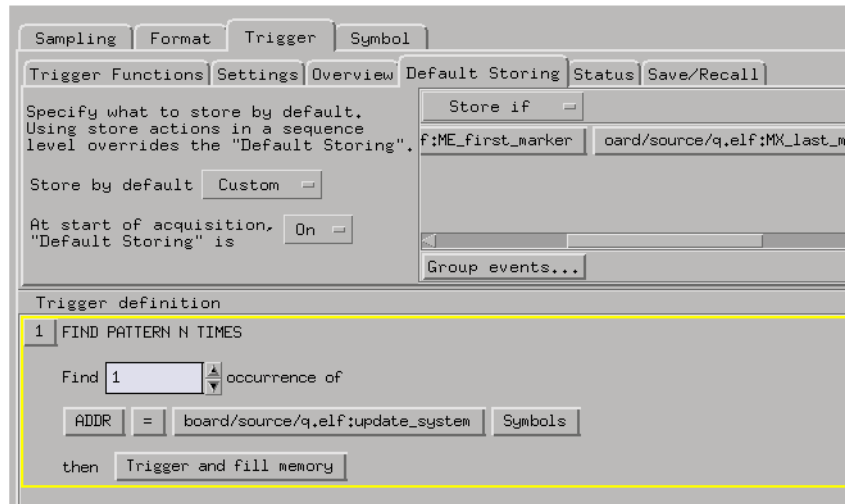 Sampling Format Trigger Symbol
Trigger Functions Settings Overview Default Storing Status Save/Recall
Specify what to store by default.
Using store actions in a sequence
level overrides the "Default Storing".
Store by default Custom
At start of acquisition,
"Default Storing" is On
Store if
f:ME_first_marker oard/source/q.elf:MX_last_m
Group events...
Trigger definition
1 FIND PATTERN N TIMES
Find 1 occurrence of
ADDR = board/source/q.elf:update_system Symbols
then Trigger and fill memory